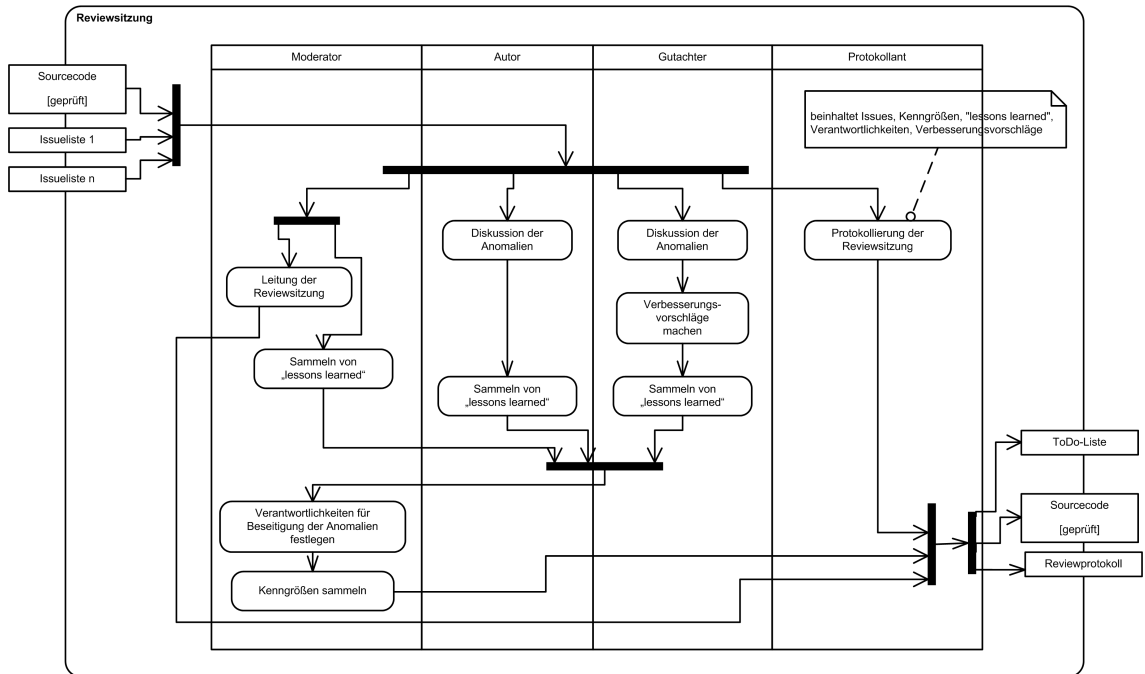 Reviewsitzung
Moderator
Autor
Gutachter
Protokollant
Sourcecode
[geprüft]
Issueliste 1
Issueliste n
beinhaltet Issues, Kenngrößen, "lessons learned",
Verantwortlichkeiten, Verbesserungsvorschläge
Diskussion der
Anomalien
Diskussion der
Anomalien
Protokollierung der
Reviewsitzung
Leitung der
Reviewsitzung
Verbesserungs-
vorschläge
machen
Sammeln von
„lessons learned“
Sammeln von
„lessons learned“
Sammeln von
„lessons learned“
ToDo-Liste
Verantwortlichkeiten für
Beseitigung der Anomalien
festlegen
Sourcecode
[geprüft]
Reviewprotokoll
Kenngrößen sammeln